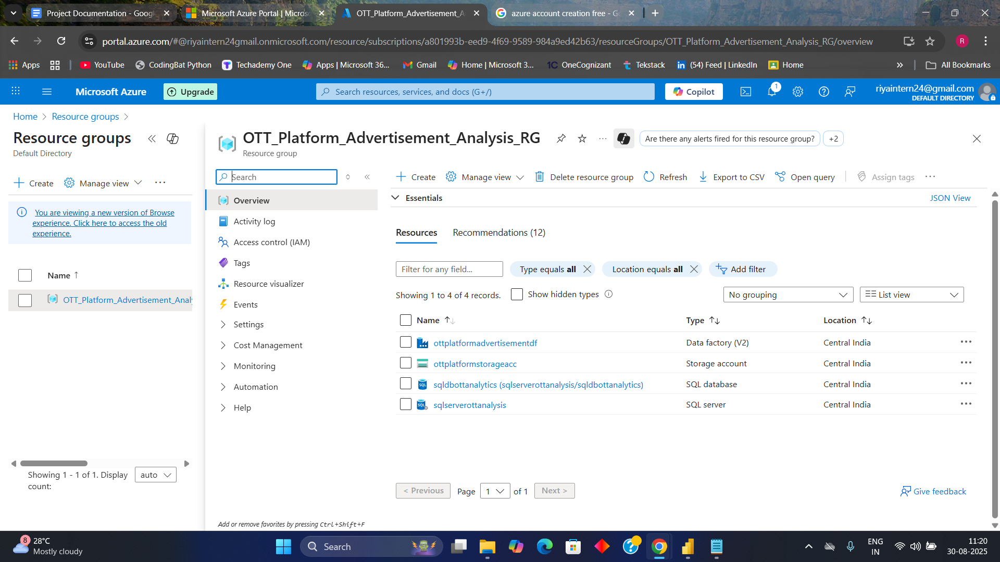 Project Documentation - Googl
Microsoft Azure Portal | Micros
OTT_Platform_Advertisement_A
azure account creation free - G
portal.azure.com/#@riyaintern24gmail.onmicrosoft.com/resource/subscriptions/a801993b-eed9-4f69-9589-984a9ed42b63/resourceGroups/OTT_Platform_Advertisement_Analysis_RG/overview
R
Apps
YouTube
CodingBat Python
Techademy One
Apps | Microsoft 36...
Gmail
Home | Microsoft 3...
1C OneCognizant
Tekstack
(54) Feed | LinkedIn
Home
All Bookmarks
Microsoft Azure
Upgrade
Search resources, services, and docs (G+/)
Copilot
1
riyaintern24@gmail.com
DEFAULT DIRECTORY
Home > Resource groups >
Resource groups
Default Directory
Create
Manage view
You are viewing a new version of Browse
experience. Click here to access the old
experience.
Name ↑
OTT_Platform_Advertisement_Analy
Showing 1 - 1 of 1. Display
count:
auto
OTT_Platform_Advertisement_Analysis_RG
Resource group
Are there any alerts fired for this resource group?
+2
Search
Overview
Activity log
Access control (IAM)
Tags
Resource visualizer
Events
Settings
Cost Management
Monitoring
Automation
Help
Add or remove favorites by pressing Ctrl+Shift+F
Create
Manage view
Delete resource group
Refresh
Export to CSV
Open query
Assign tags
Essentials
JSON View
Resources
Recommendations (12)
Filter for any field...
Type equals all
Location equals all
Add filter
Showing 1 to 4 of 4 records.
Show hidden types
No grouping
List view
Name ↑↓ Type ↑↓ Location ↑↓
ottplatformadvertisementdf Data factory (V2) Central India
ottplatformstorageacc Storage account Central India
sqldbottanalytics (sqlserverottanalysis/sqldbottanalytics) SQL database Central India
sqlserverottanalysis SQL server Central India
< Previous
Page 1 of 1
Next >
Give feedback
8
28°C
Mostly cloudy
Search
ENG
IN
11:20
30-08-2025